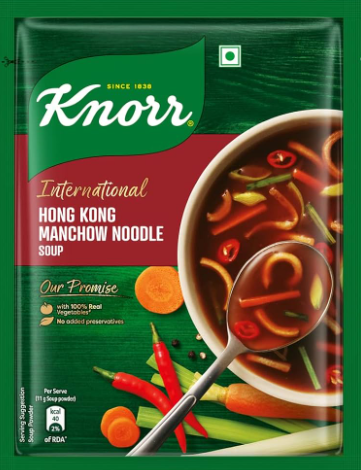 SINCE 1838
Knorr®
International
HONG KONG
MANCHOW NOODLE
SOUP
Our Promise
with 100% Real
Vegetables*
No added preservatives
Per Serve
(11 g Soup powder)
kcal
40
2%
of RDA^
Serving Suggestion
Soup Powder